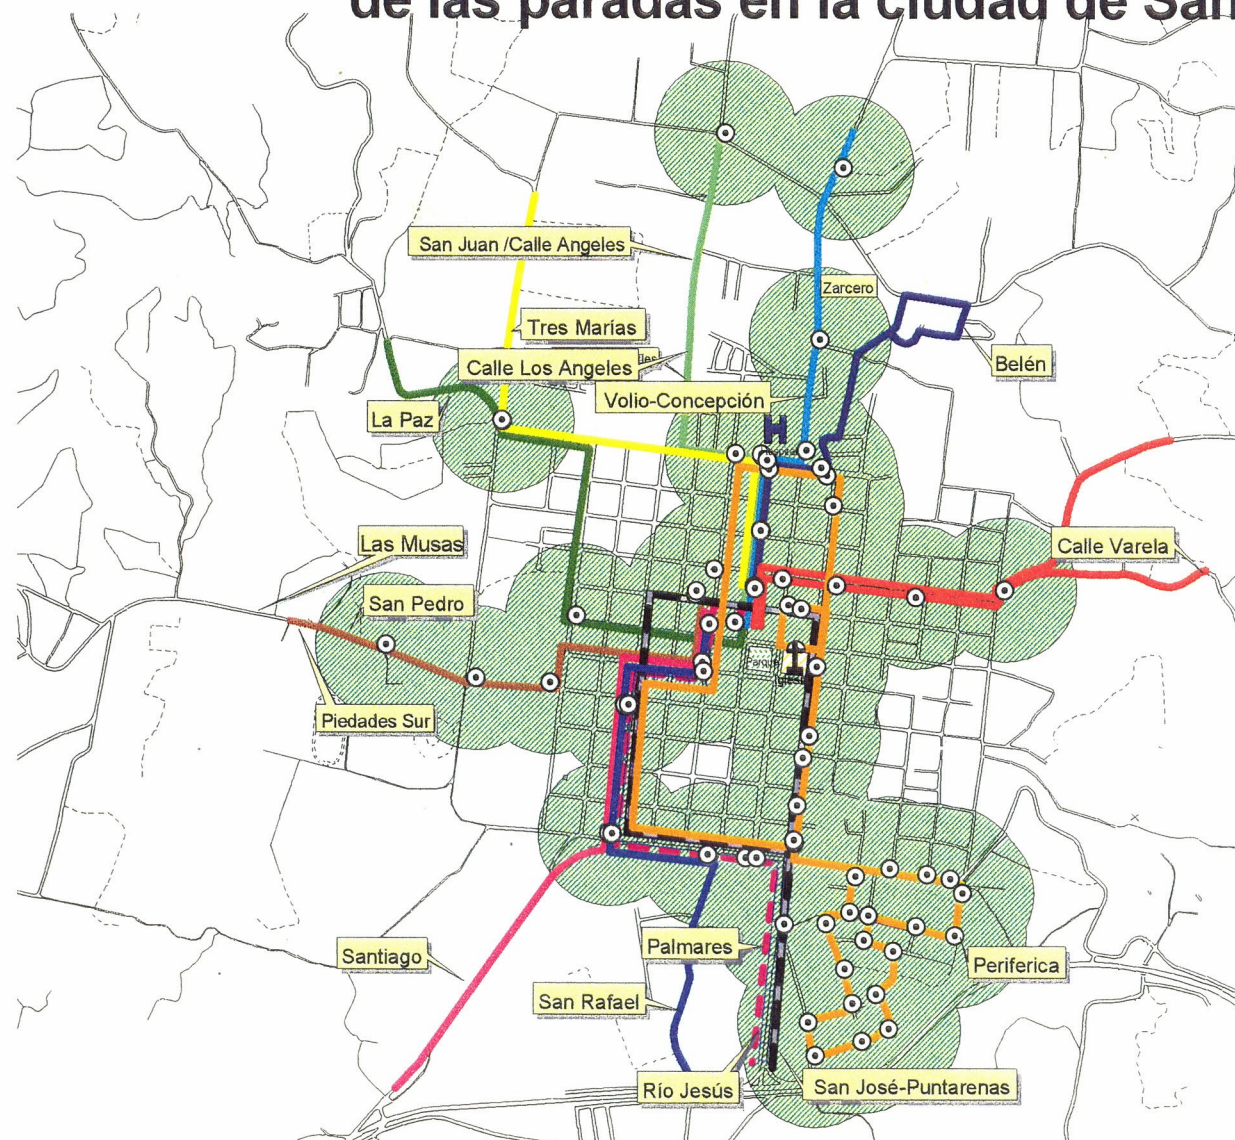 de las paradas en la ciudad de San
San Juan /Calle Angeles
Zarcero
Tres Marías
Calle Los Angeles
Belén
Volio-Concepción
La Paz
H
Las Musas
Calle Varela
San Pedro
Parque
Piedades Sur
Santiago
Palmares
Periferica
San Rafael
Río Jesús
San José-Puntarenas